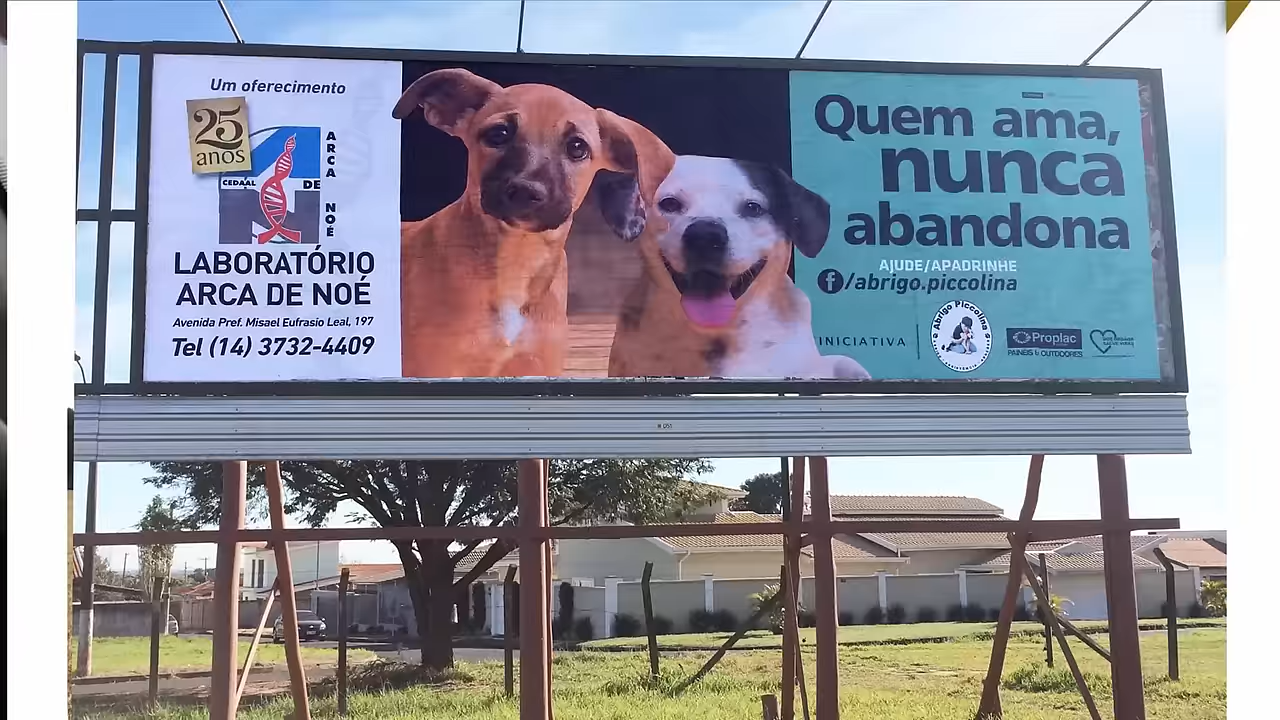 Um oferecimento
25
anos
ARCA
CEDAAL DE
NOÉ
LABORATÓRIO
ARCA DE NOÉ
Avenida Pref. Misael Eufrasio Leal, 197
Tel (14) 3732-4409
Quem ama,
nunca
abandona
AJUDE/APADRINHE
f/abrigo.piccolina
INICIATIVA
Abrigo Piccolina
Proplac
PAINEIS & OUTDOORES